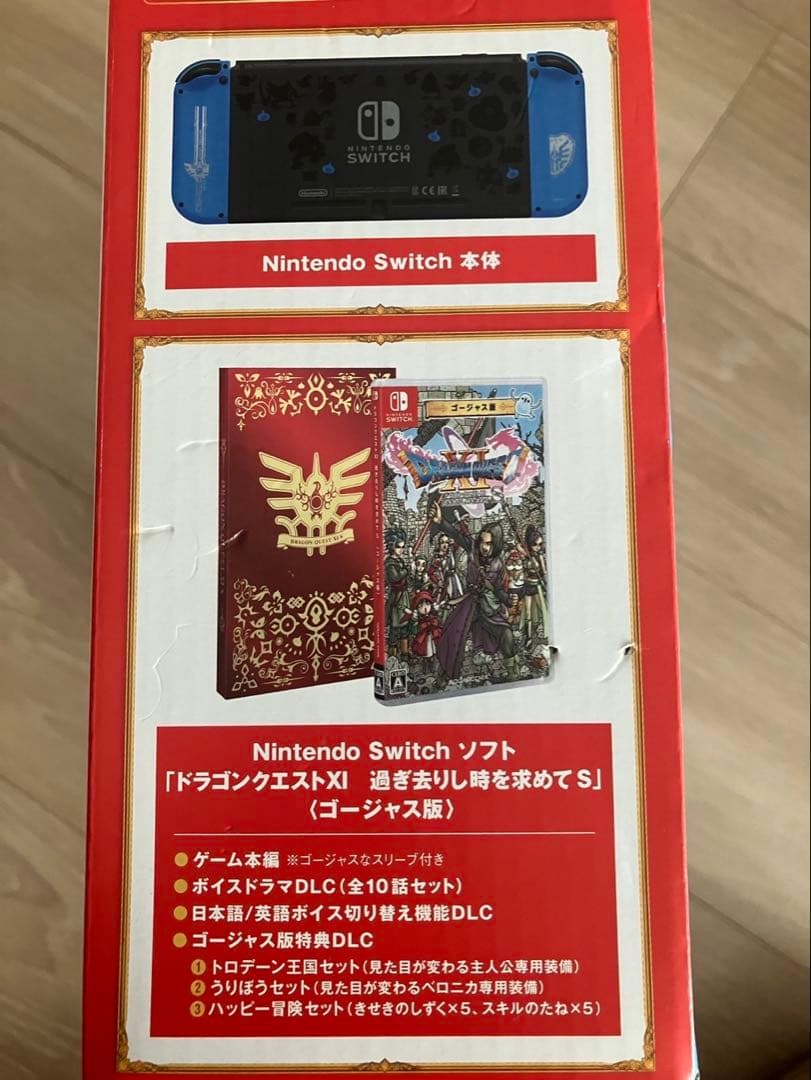 NINTENDO
SWITCH
Nintendo
CE
Nintendo Switch 本体
NINTENDO
SWITCH
ゴージャス版
DRAGON QUEST
XI
DRAGON QUEST XI S
Nintendo Switch ソフト
「ドラゴンクエストXI 過ぎ去りし時を求めて S」
〈ゴージャス版〉
●ゲーム本編 ※ゴージャスなスリーブ付き
●ボイスドラマDLC（全10話セット）
●日本語/英語ボイス切り替え機能DLC
●ゴージャス版特典DLC
①トロデーン王国セット（見た目が変わる主人公専用装備）
②うりぼうセット（見た目が変わるベロニカ専用装備）
③ハッピー冒険セット（きせきのしずく×5、スキルのたね×5）